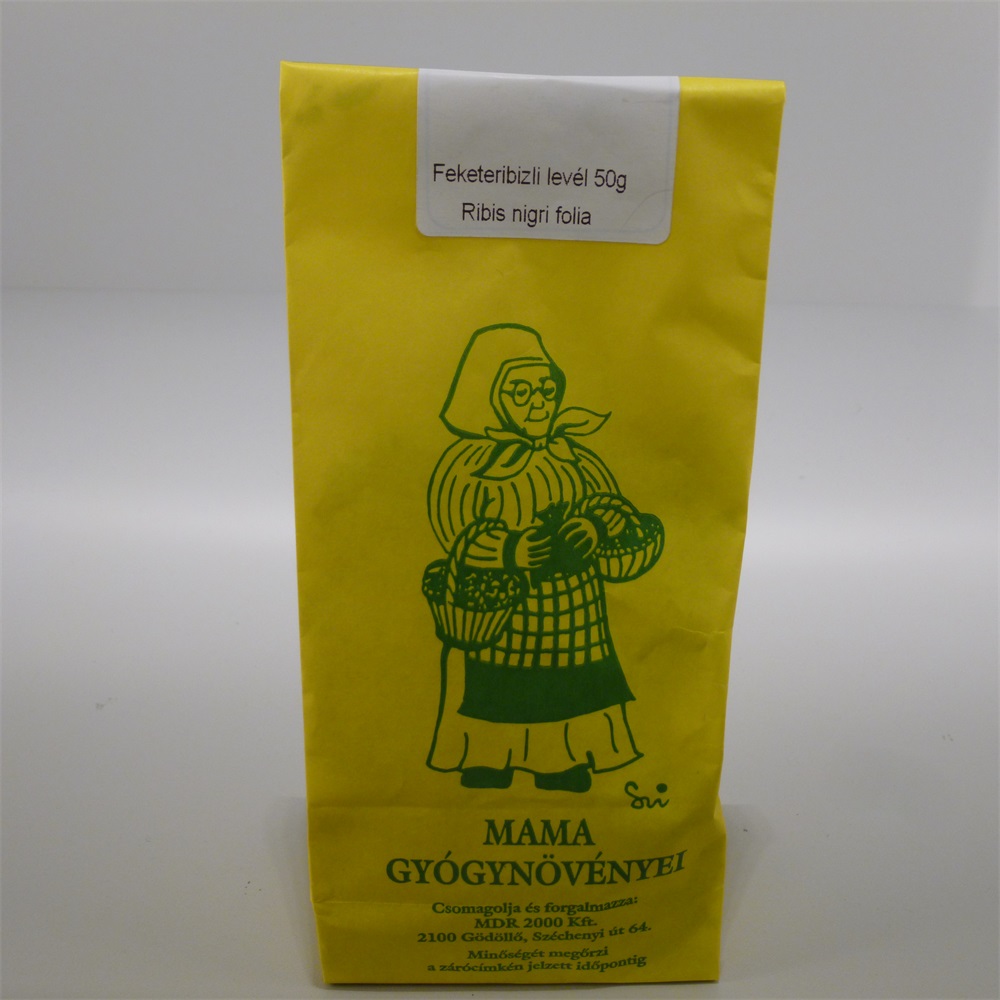 Feketeribizli levél 50g
Ribis nigri folia
MAMA
GYÓGYNÖVÉNYEI
Csomagolja és forgalmazza:
MDR 2000 Kft.
2100 Gödöllő, Széchenyi út 64.
Minőségét megőrzi
a zárócímkén jelzett időpontig